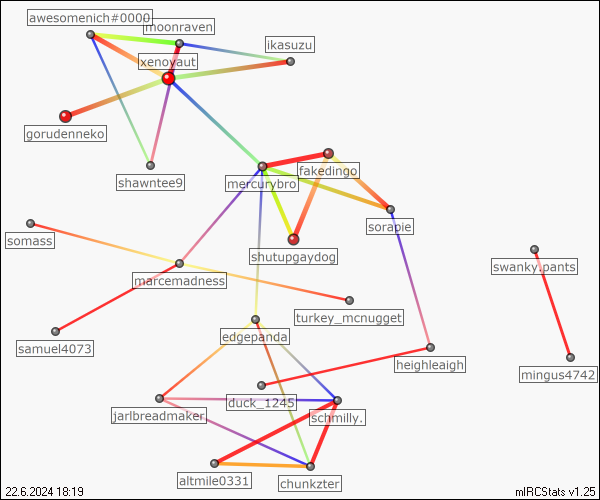 awesomenich#0000
moonraven
ikasuzu
xenoyaut
gorudenneko
shawntee9
mercurybro
fakedingo
sorapie
somass
shutupgaydog
marcemadness
swanky.pants
turkey_mcnugget
edgepanda
samuel4073
heighleaigh
mingus4742
duck_1245
jarlbreadmaker
schmilly.
altmile0331
chunkzter
22.6.2024 18:19
mIRCStats v1.25